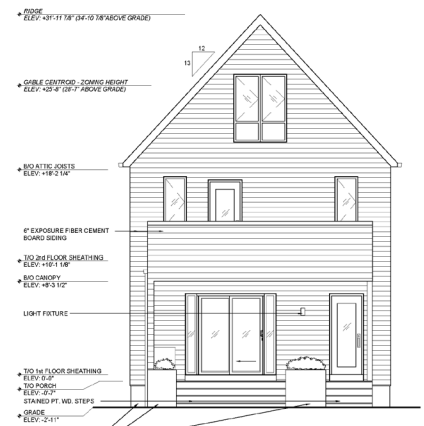 RIDGE
ELEV: +31'-11 7/8" (34'-10 7/8"ABOVE GRADE)
12
13
GABLE CENTROID - ZONING HEIGHT
ELEV: +25'-8" (28'-7" ABOVE GRADE)
B/O ATTIC JOISTS
ELEV: +18'-2 1/4"
6" EXPOSURE FIBER CEMENT
BOARD SIDING
T/O 2nd FLOOR SHEATHING
ELEV: +10'-1 1/8"
B/O CANOPY
ELEV: +8'-3 1/2"
LIGHT FIXTURE
T/O 1st FLOOR SHEATHING
ELEV: 0'-0"
T/O PORCH
ELEV: -0'-7"
STAINED PT. WD. STEPS
GRADE
ELEV: -2'-11"